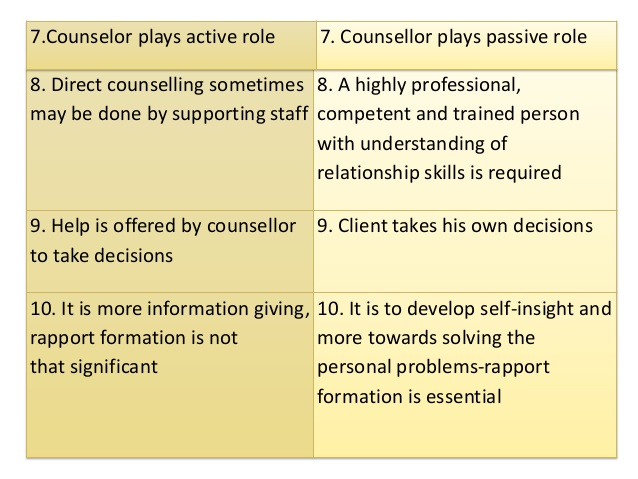 7.Counselor plays active role
7. Counsellor plays passive role
8. Direct counselling sometimes
may be done by supporting staff
8. A highly professional,
competent and trained person
with understanding of
relationship skills is required
9. Help is offered by counsellor
to take decisions
9. Client takes his own decisions
10. It is more information giving,
rapport formation is not
that significant
10. It is to develop self-insight and
more towards solving the
personal problems-rapport
formation is essential